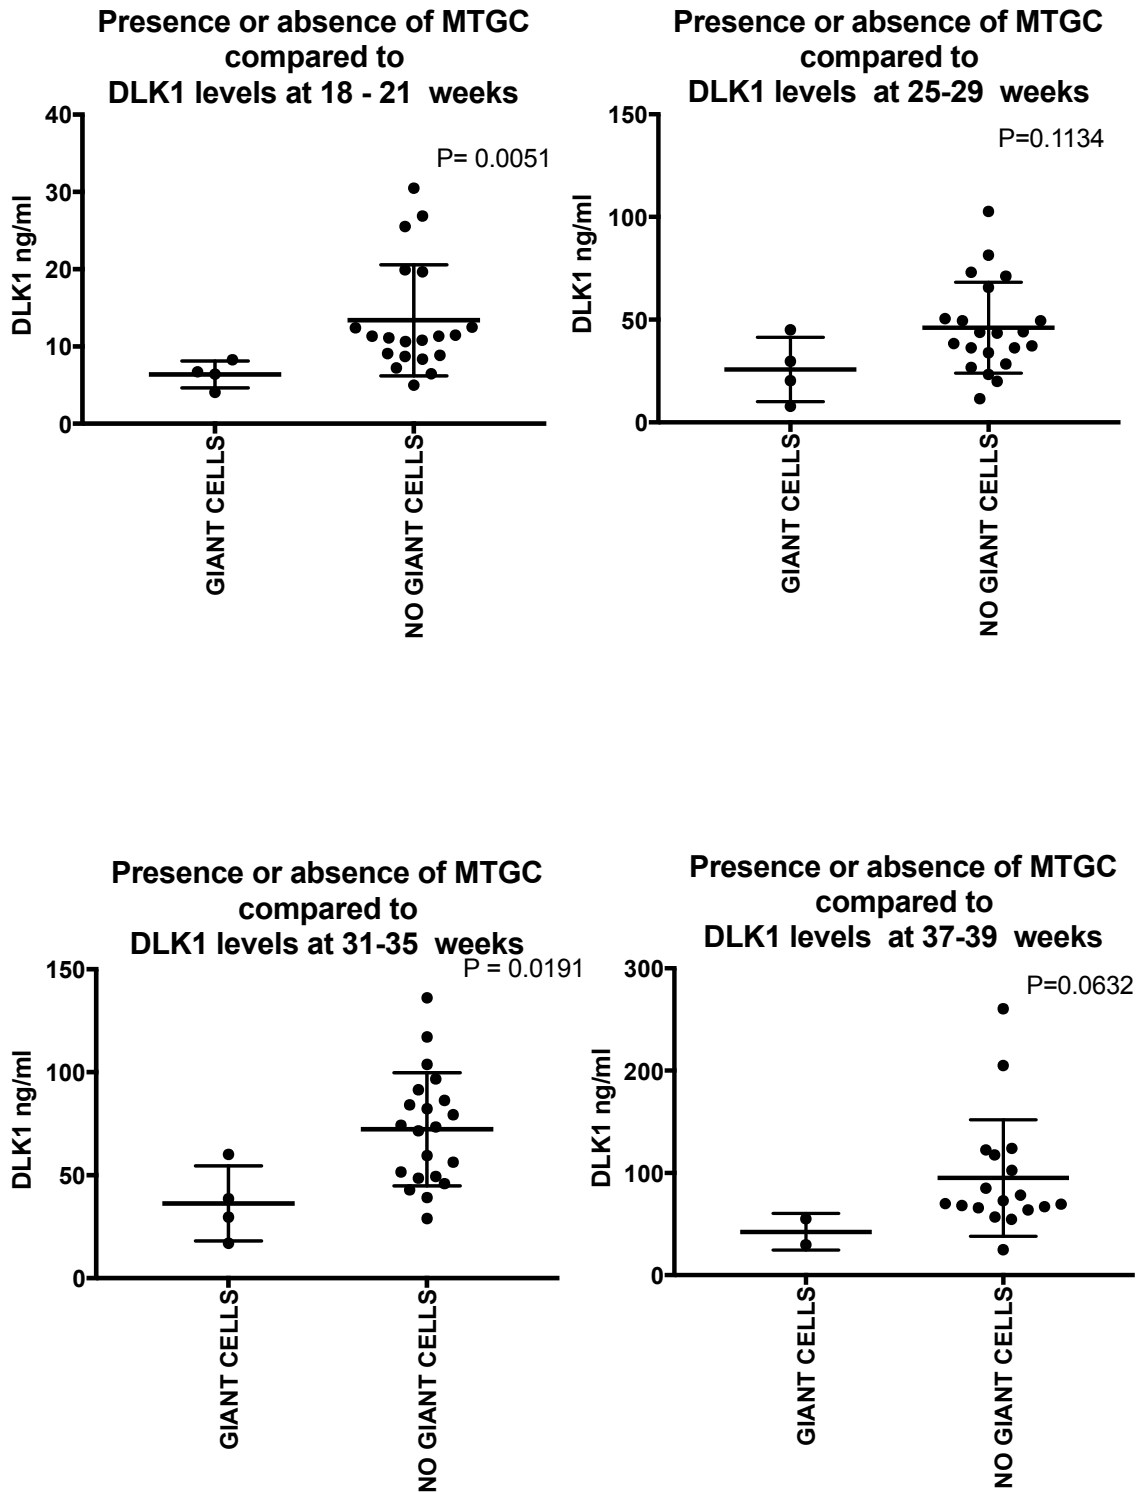 Presence or absence of MTGC
compared to
DLK1 levels at 18 - 21 weeks
P= 0.0051
40
30
20
10
0
DLK1 ng/ml
GIANT CELLS
NO GIANT CELLS
Presence or absence of MTGC
compared to
DLK1 levels at 25-29 weeks
P=0.1134
150
100
50
0
DLK1 ng/ml
GIANT CELLS
NO GIANT CELLS
Presence or absence of MTGC
compared to
DLK1 levels at 31-35 weeks
P = 0.0191
150
100
50
0
DLK1 ng/ml
GIANT CELLS
NO GIANT CELLS
Presence or absence of MTGC
compared to
DLK1 levels at 37-39 weeks
P=0.0632
300
200
100
0
DLK1 ng/ml
GIANT CELLS
NO GIANT CELLS